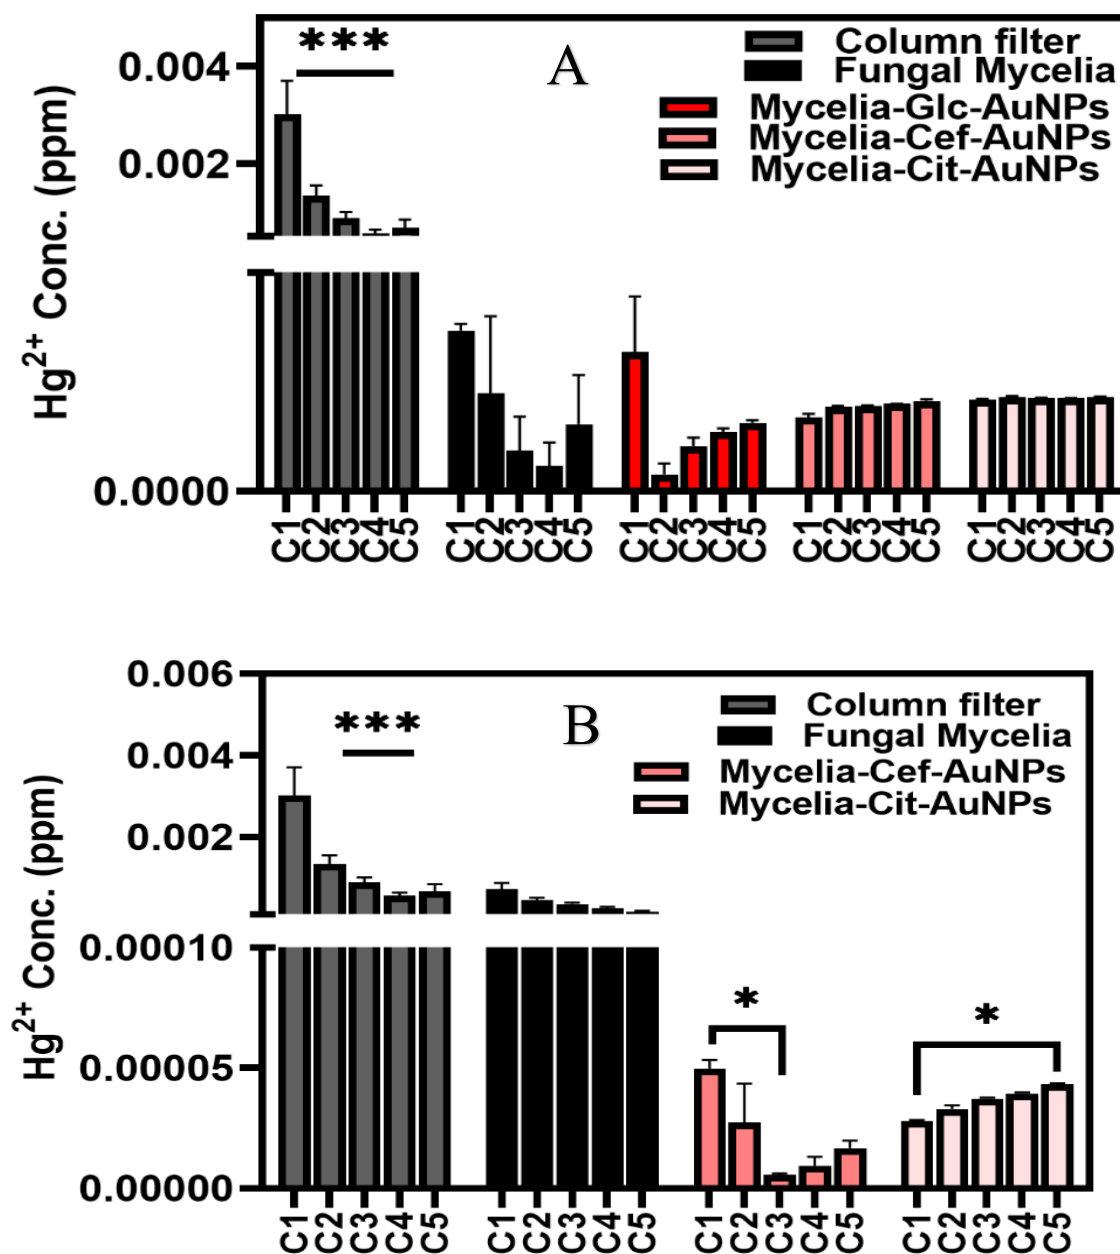 A
***
Column filter
Fungal Mycelia
Mycelia-Glc-AuNPs
Mycelia-Cef-AuNPs
Mycelia-Cit-AuNPs
Hg2+ Conc. (ppm)
0.004
0.002
0.0000
C1 C2 C3 C4 C5 C1 C2 C3 C4 C5 C1 C2 C3 C4 C5 C1 C2 C3 C4 C5 C1 C2 C3 C4 C5
B
***
Column filter
Fungal Mycelia
Mycelia-Cef-AuNPs
Mycelia-Cit-AuNPs
Hg2+ Conc. (ppm)
0.006
0.004
0.002
0.00010
0.00005
0.00000
*
*
C1 C2 C3 C4 C5 C1 C2 C3 C4 C5 C1 C2 C3 C4 C5 C1 C2 C3 C4 C5